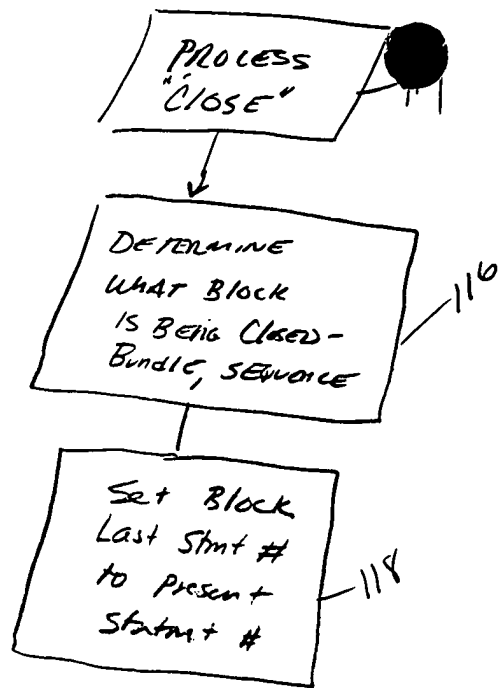 PROCESS
"CLOSE"
DETERMINE
WHAT BLOCK
IS BEING CLOSED-
BUNDLE, SEQUENCE
116
Set Block
Last Stmt #
to Present
Statmt #
118